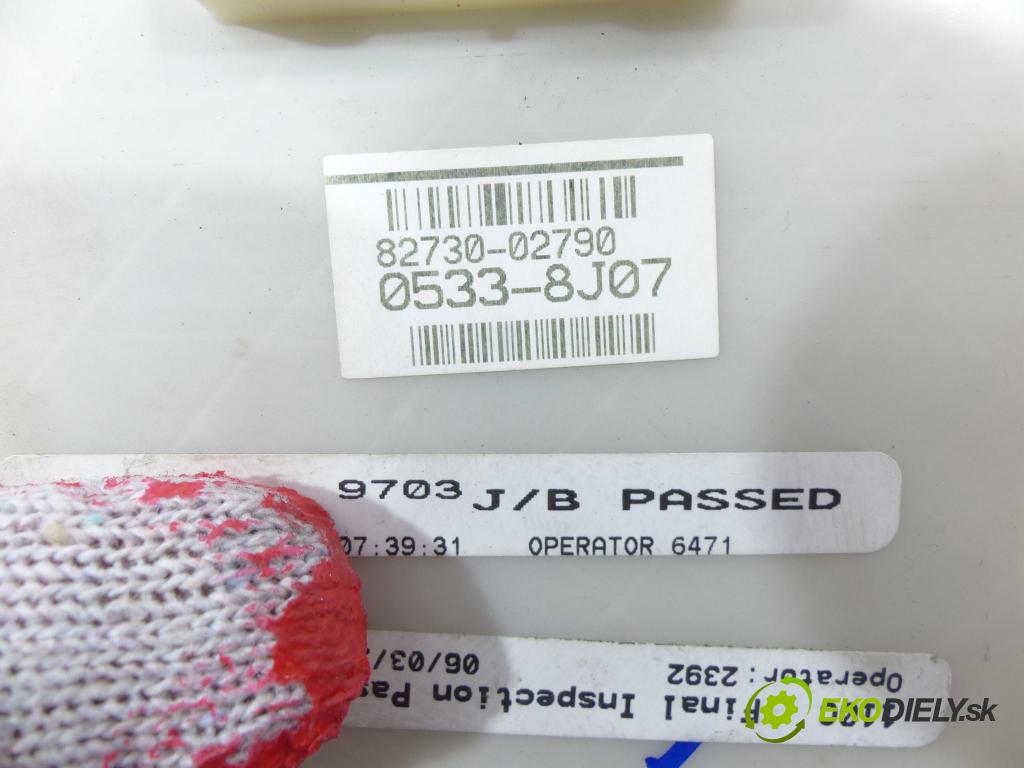 82730-02790
0533-8J07
9703 J/B PASSED
07:39:31 OPERATOR 6471
Final Inspection
06/03/
Operator: 2392
EKODIELY.sk